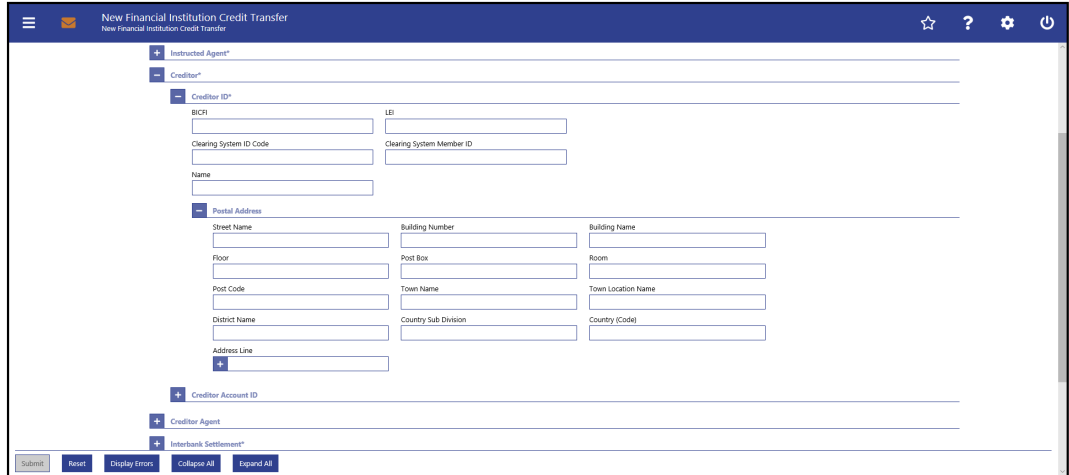 New Financial Institution Credit Transfer
New Financial Institution Credit Transfer
Instructed Agent*
Creditor*
Creditor ID*
BICFI LEI
Clearing System ID Code Clearing System Member ID
Name
Postal Address
Street Name Building Number Building Name
Floor Post Box Room
Post Code Town Name Town Location Name
District Name Country Sub Division Country (Code)
Address Line
Creditor Account ID
Creditor Agent
Interbank Settlement*
Submit Reset Display Errors Collapse All Expand All